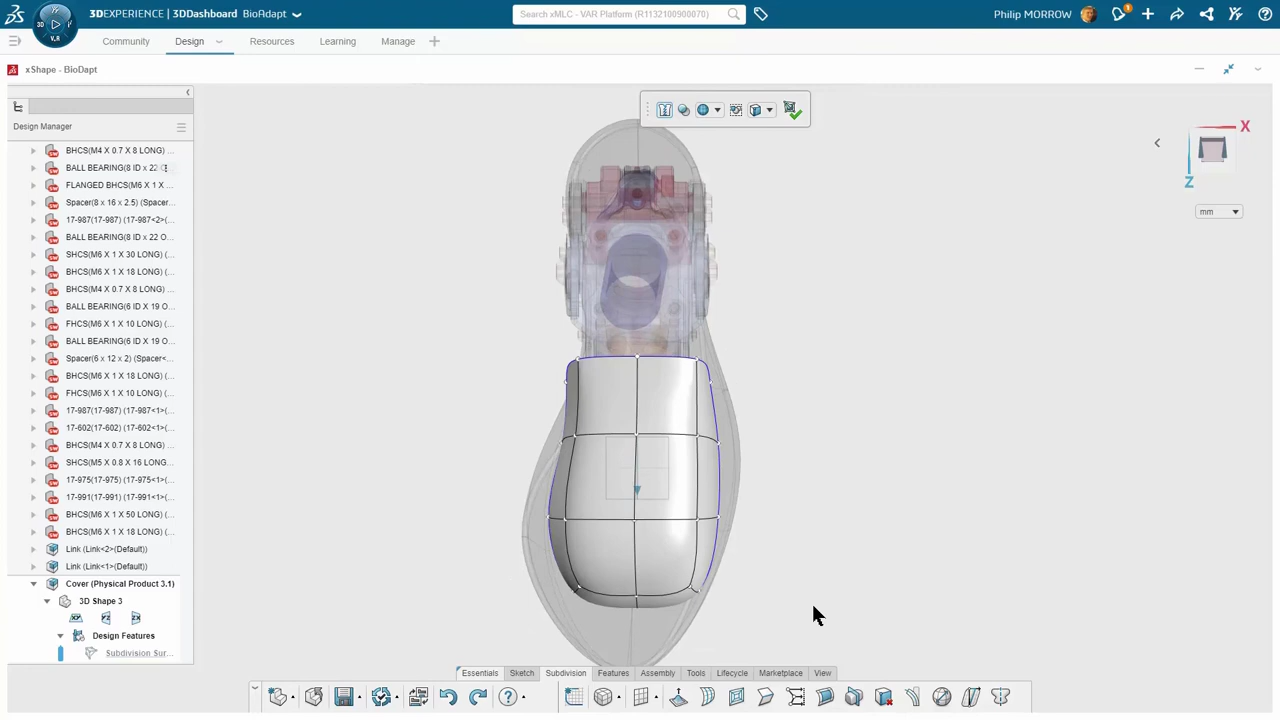 3DEXPERIENCE | 3DDashboard BioAdapt
Search xMLC - VAR Platform (R1132100900070)
Philip MORROW
1
3D
V.R
Community
Design
Resources
Learning
Manage
xShape - BioDapt
Design Manager
BHCS(M4 X 0.7 X 8 LONG) ...
BALL BEARING(8 ID x 22
FLANGED BHCS(M6 X 1 X ...
Spacer(8 x 16 x 2.5) (Spacer...
17-987(17-987) (17-987<2>(...
BALL BEARING(8 ID x 22 O...
SHCS(M6 X 1 X 30 LONG) (...
BHCS(M6 X 1 X 18 LONG) (...
BHCS(M4 X 0.7 X 8 LONG) ...
BALL BEARING(6 ID X 19 O...
FHCS(M6 X 1 X 10 LONG) (...
BALL BEARING(6 ID X 19 O...
Spacer(6 x 12 x 2) (Spacer<...
BHCS(M6 X 1 X 18 LONG) (...
FHCS(M6 X 1 X 10 LONG) (...
17-987(17-987) (17-987<1>(...
17-602(17-602) (17-602<1>(...
BHCS(M4 X 0.7 X 8 LONG) ...
SHCS(M5 X 0.8 X 16 LONG...
17-975(17-975) (17-975<1>(...
17-991(17-991) (17-991<1>(...
BHCS(M6 X 1 X 50 LONG) (...
BHCS(M6 X 1 X 18 LONG) (...
Link (Link<2>(Default))
Link (Link<1>(Default))
Cover (Physical Product 3.1)
3D Shape 3
XY
YZ
ZX
Design Features
Subdivision Sur...
X
Z
mm
Essentials
Sketch
Subdivision
Features
Assembly
Tools
Lifecycle
Marketplace
View